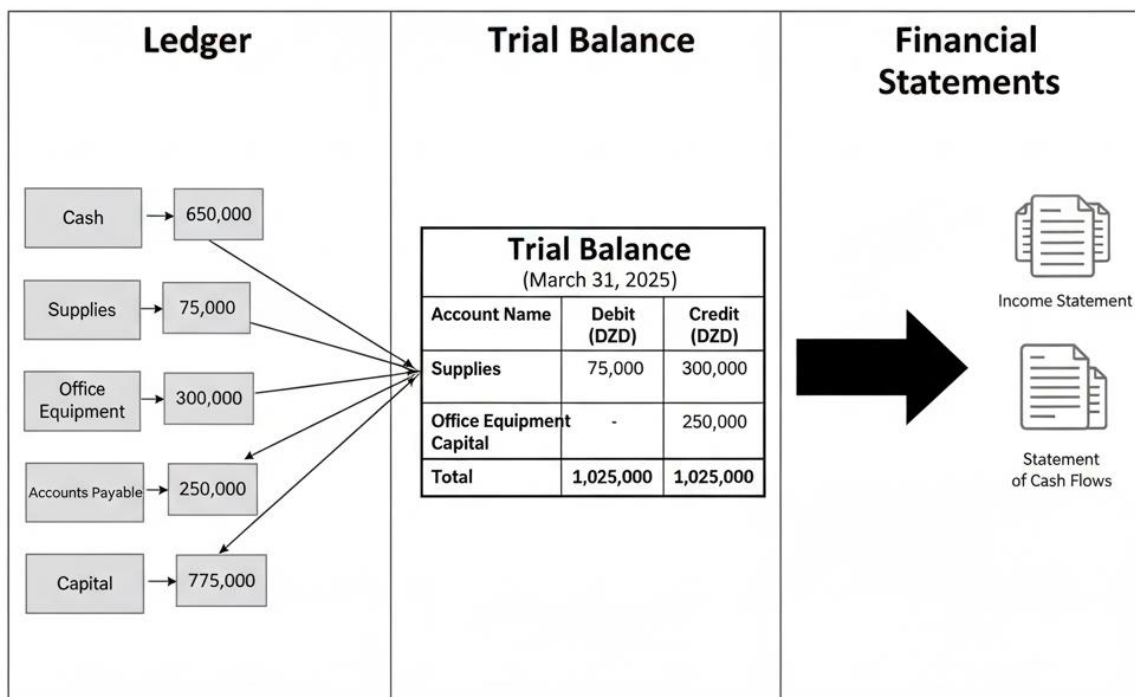 Ledger
Cash
650,000
Supplies
75,000
Office
Equipment
300,000
Accounts Payable
250,000
Capital
775,000
Trial Balance
Trial Balance
(March 31, 2025)
Account Name
Debit
(DZD)
Credit
(DZD)
Supplies
75,000
300,000
Office Equipment
Capital
-
250,000
Total
1,025,000
1,025,000
Financial
Statements
Income Statement
Statement
of Cash Flows